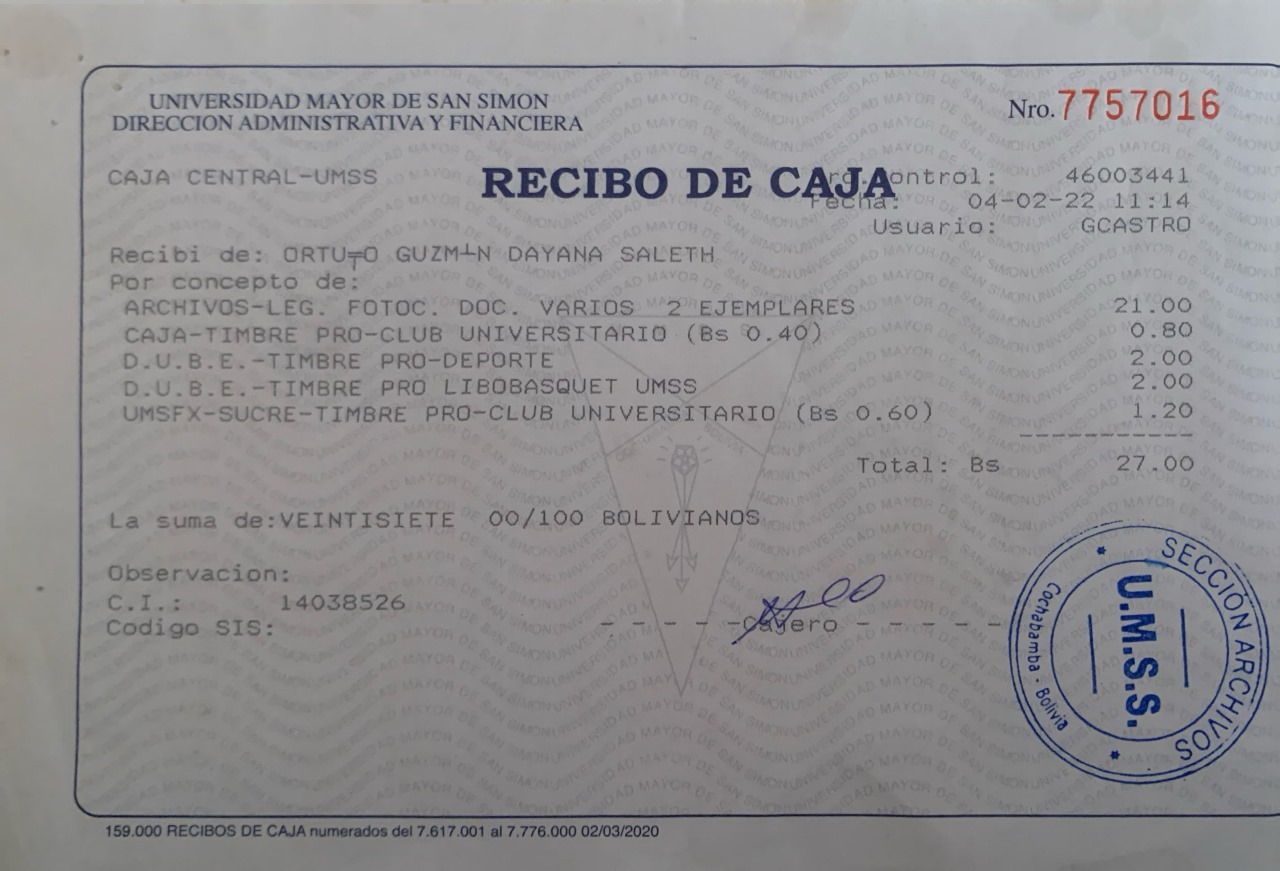 UNIVERSIDAD MAYOR DE SAN SIMON
DIRECCION ADMINISTRATIVA Y FINANCIERA
Nro. 7757016
CAJA CENTRAL-UMSS
RECIBO DE CAJA
ontrol: 46003441
Fecha: 04-02-22 11:14
Usuario: GCASTRO
Recibi de: ORTU╤O GUZM┴N DAYANA SALETH
Por concepto de:
ARCHIVOS-LEG. FOTOC. DOC. VARIOS 2 EJEMPLARES 21.00
CAJA-TIMBRE PRO-CLUB UNIVERSITARIO (Bs 0.40) 0.80
D.U.B.E.-TIMBRE PRO-DEPORTE 2.00
D.U.B.E.-TIMBRE PRO LIBOBASQUET UMSS 2.00
UMSFX-SUCRE-TIMBRE PRO-CLUB UNIVERSITARIO (Bs 0.60) 1.20
Total: Bs 27.00
La suma de:VEINTISIETE 00/100 BOLIVIANOS
Observacion:
C.I.: 14038526
Codigo SIS:
Cajero
SECCIÓN ARCHIVOS
U.M.S.S.
Cochabamba - Bolivia
159.000 RECIBOS DE CAJA numerados del 7.617.001 al 7.776.000 02/03/2020